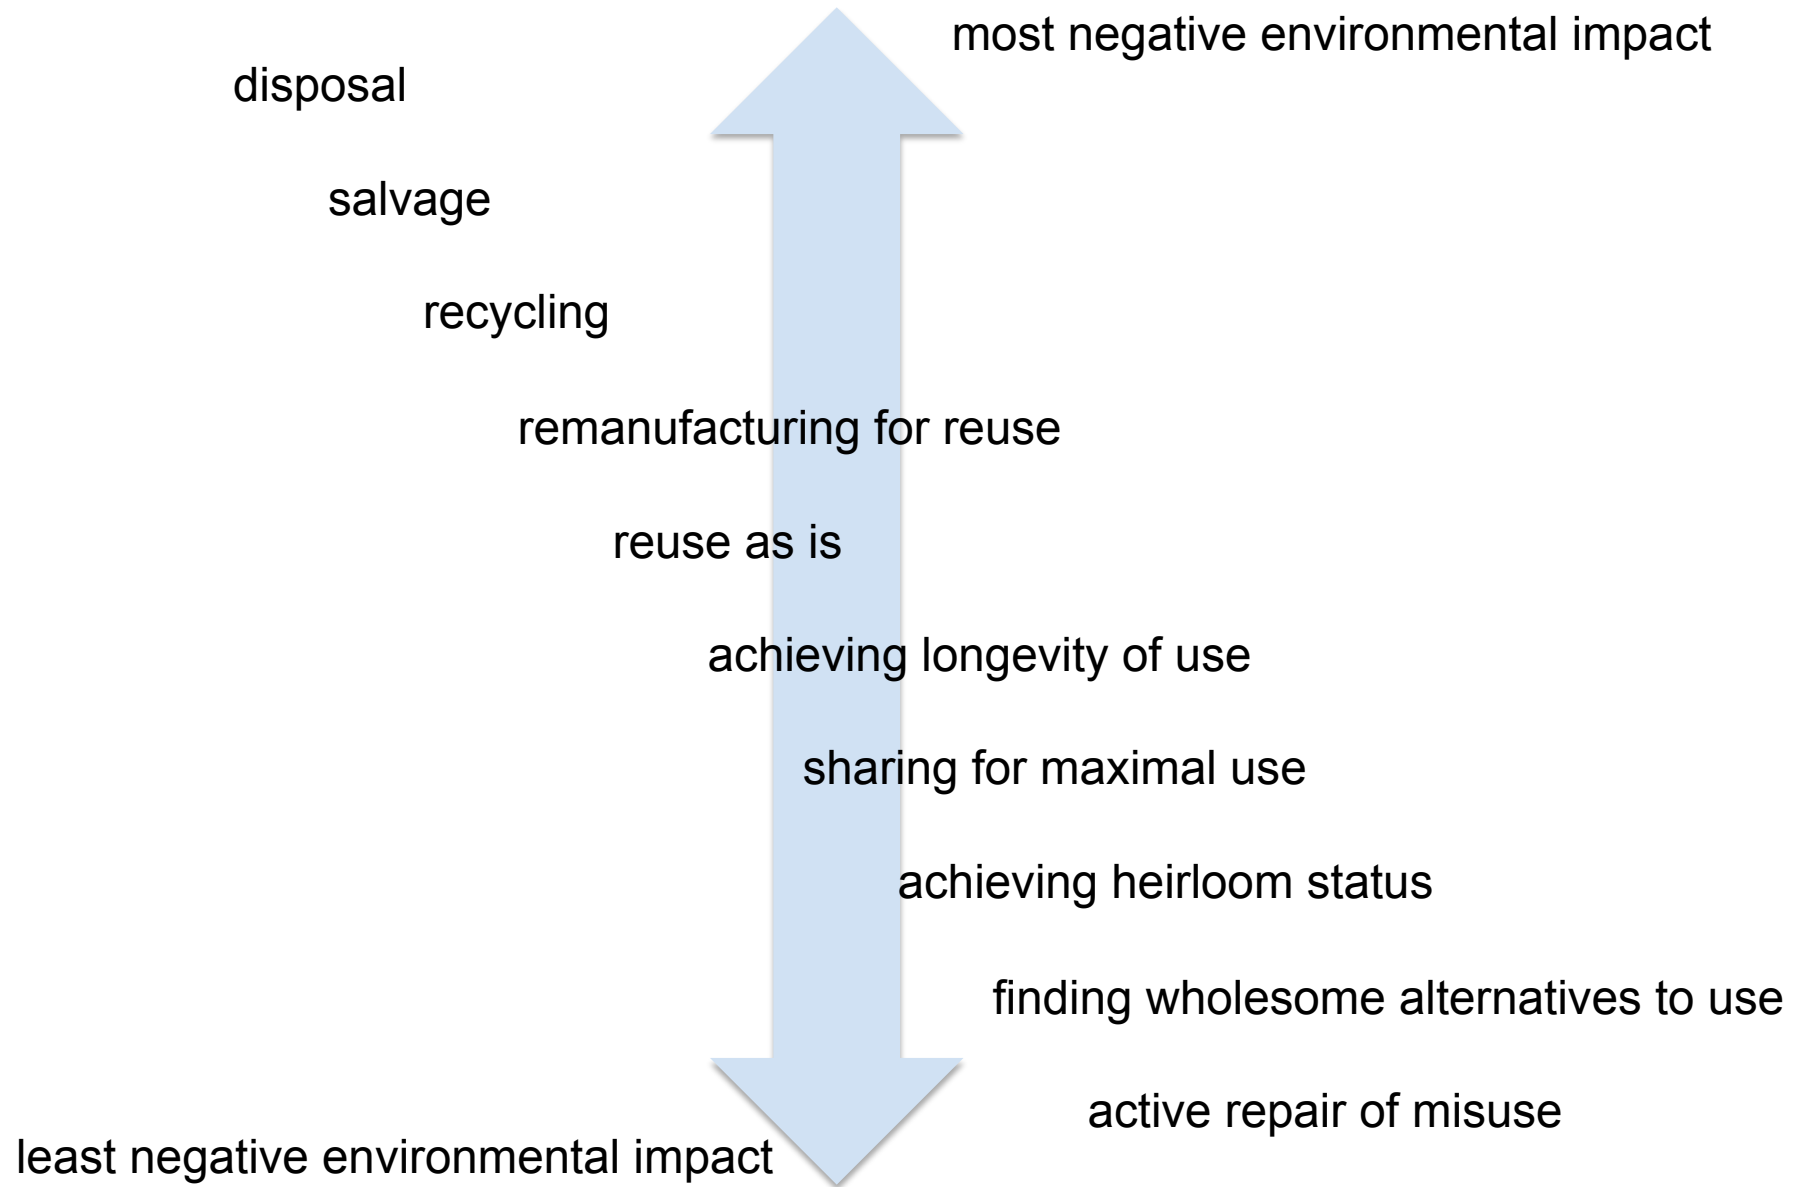 most negative environmental impact
disposal
salvage
recycling
remanufacturing for reuse
reuse as is
achieving longevity of use
sharing for maximal use
achieving heirloom status
finding wholesome alternatives to use
active repair of misuse
least negative environmental impact